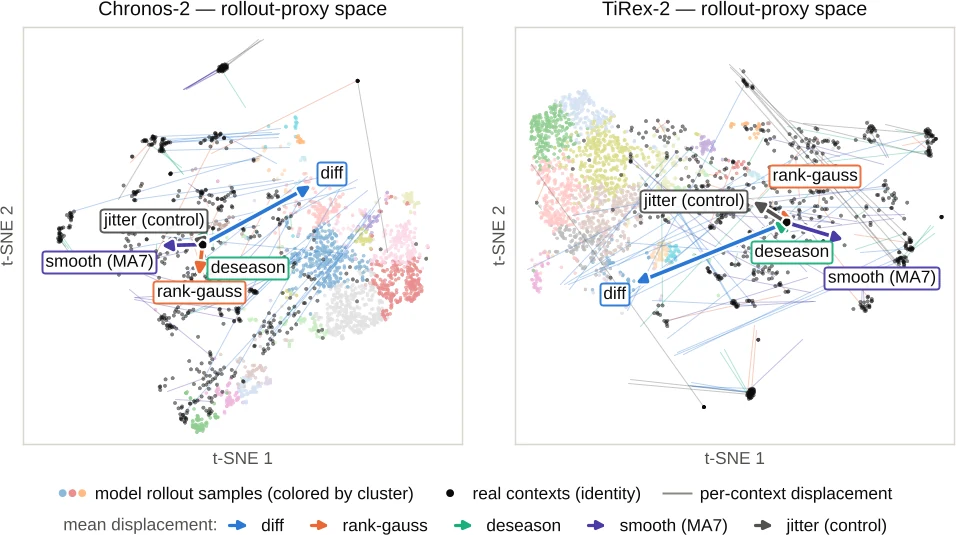 Chronos-2 — rollout-proxy space
TiRex-2 — rollout-proxy space
t-SNE 2
diff
jitter (control)
smooth (MA7)
deseason
rank-gauss
t-SNE 1
t-SNE 2
rank-gauss
jitter (control)
deseason
smooth (MA7)
diff
t-SNE 1
model rollout samples (colored by cluster) real contexts (identity) per-context displacement
mean displacement: diff rank-gauss deseason smooth (MA7) jitter (control)